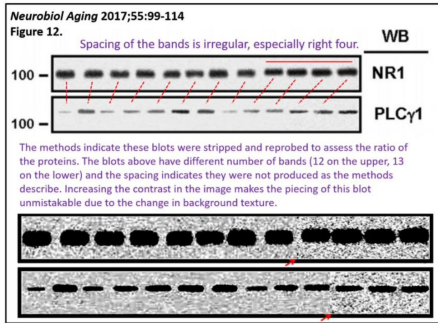 Neurobiol Aging 2017;55:99-114
Figure 12.
Spacing of the bands is irregular, especially right four.
WB
100
NR1
100
PLCγ1
The methods indicate these blots were stripped and reprobed to assess the ratio of
the proteins. The blots above have different number of bands (12 on the upper, 13
on the lower) and the spacing indicates they were not produced as the methods
describe. Increasing the contrast in the image makes the piecing of this blot
unmistakable due to the change in background texture.